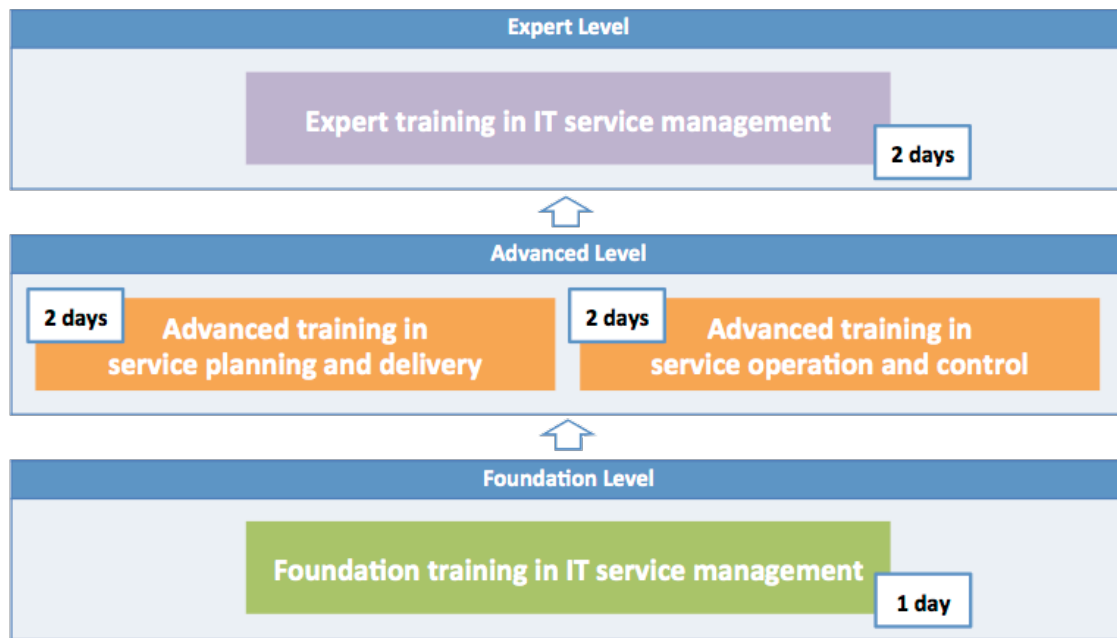 Expert Level
Expert training in IT service management
2 days
Advanced Level
2 days
Advanced training in
service planning and delivery
2 days
Advanced training in
service operation and control
Foundation Level
Foundation training in IT service management
1 day